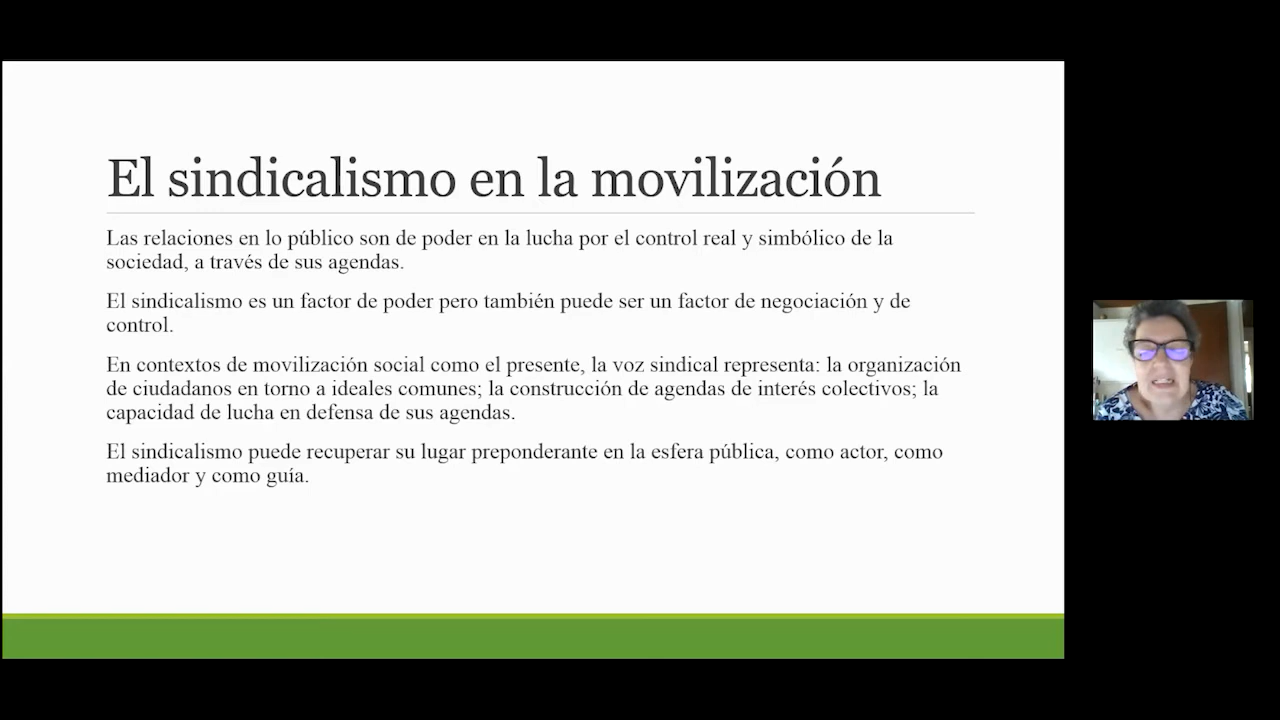 El sindicalismo en la movilización
Las relaciones en lo público son de poder en la lucha por el control real y simbólico de la
sociedad, a través de sus agendas.
El sindicalismo es un factor de poder pero también puede ser un factor de negociación y de
control.
En contextos de movilización social como el presente, la voz sindical representa: la organización
de ciudadanos en torno a ideales comunes; la construcción de agendas de interés colectivos; la
capacidad de lucha en defensa de sus agendas.
El sindicalismo puede recuperar su lugar preponderante en la esfera pública, como actor, como
mediador y como guía.